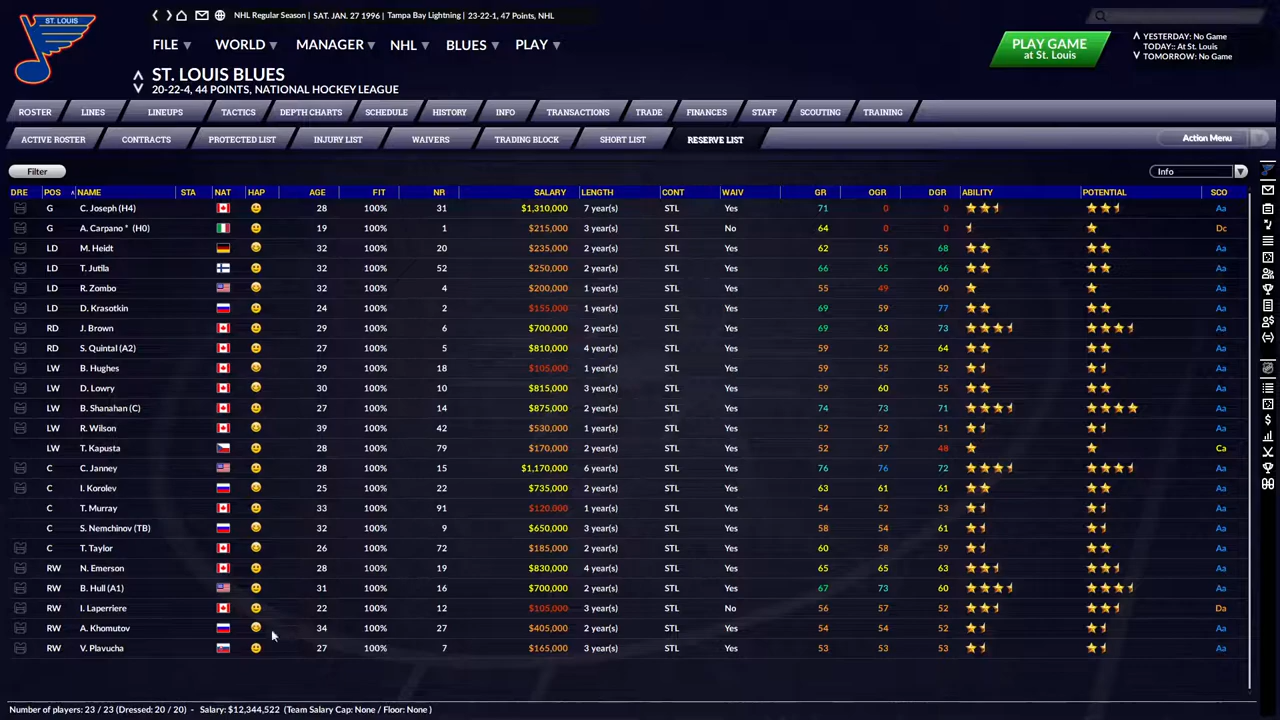 ST. LOUIS
NHL Regular Season | SAT. JAN. 27 1996 | Tampa Bay Lightning | 23-22-1, 47 Points, NHL
FILE WORLD MANAGER NHL BLUES PLAY
PLAY GAME
at St. Louis
YESTERDAY: No Game
TODAY:: At St. Louis
TOMORROW: No Game
ST. LOUIS BLUES
20-22-4, 44 POINTS, NATIONAL HOCKEY LEAGUE
ROSTER LINES LINEUPS TACTICS DEPTH CHARTS SCHEDULE HISTORY INFO TRANSACTIONS TRADE FINANCES STAFF SCOUTING TRAINING
ACTIVE ROSTER CONTRACTS PROTECTED LIST INJURY LIST WAIVERS TRADING BLOCK SHORT LIST RESERVE LIST Action Menu
Filter Info
DRE POS NAME STA NAT HAP AGE FIT NR SALARY LENGTH CONT WAIV GR OGR DGR ABILITY POTENTIAL SCO
G C. Joseph (H4) 28 100% 31 $1,310,000 7 year(s) STL Yes 71 0 0 Aa
G A. Carpano * (H0) 19 100% 1 $215,000 3 year(s) STL No 64 0 0 Dc
LD M. Heidt 32 100% 20 $235,000 2 year(s) STL Yes 62 55 68 Aa
LD T. Jutila 32 100% 52 $250,000 2 year(s) STL Yes 66 65 66 Aa
LD R. Zombo 32 100% 4 $200,000 1 year(s) STL Yes 55 49 60 Aa
LD D. Krasotkin 24 100% 2 $155,000 1 year(s) STL Yes 69 59 77 Aa
RD J. Brown 29 100% 6 $700,000 2 year(s) STL Yes 69 63 73 Aa
RD S. Quintal (A2) 27 100% 5 $810,000 4 year(s) STL Yes 59 52 64 Aa
LW B. Hughes 29 100% 18 $105,000 1 year(s) STL Yes 59 55 52 Aa
LW D. Lowry 30 100% 10 $815,000 3 year(s) STL Yes 59 60 55 Aa
LW B. Shanahan (C) 27 100% 14 $875,000 2 year(s) STL Yes 74 73 71 Aa
LW R. Wilson 39 100% 42 $530,000 1 year(s) STL Yes 52 52 51 Aa
LW T. Kapusta 28 100% 79 $170,000 2 year(s) STL Yes 52 57 48 Ca
C C. Janney 28 100% 15 $1,170,000 6 year(s) STL Yes 76 76 72 Aa
C I. Korolev 25 100% 22 $735,000 2 year(s) STL Yes 63 61 61 Aa
C T. Murray 33 100% 91 $120,000 1 year(s) STL Yes 54 52 53 Aa
C S. Nemchinov (TB) 32 100% 9 $650,000 3 year(s) STL Yes 58 54 61 Aa
C T. Taylor 26 100% 72 $185,000 2 year(s) STL Yes 60 58 59 Aa
RW N. Emerson 28 100% 19 $830,000 4 year(s) STL Yes 65 65 63 Aa
RW B. Hull (A1) 31 100% 16 $700,000 2 year(s) STL Yes 67 73 60 Aa
RW I. Laperriere 22 100% 12 $105,000 3 year(s) STL No 56 57 52 Da
RW A. Khomutov 34 100% 27 $405,000 2 year(s) STL Yes 54 54 52 Aa
RW V. Plavucha 27 100% 7 $165,000 3 year(s) STL Yes 53 53 53 Aa
Number of players: 23 / 23 (Dressed: 20 / 20) - Salary: $12,344,522 (Team Salary Cap: None / Floor: None )